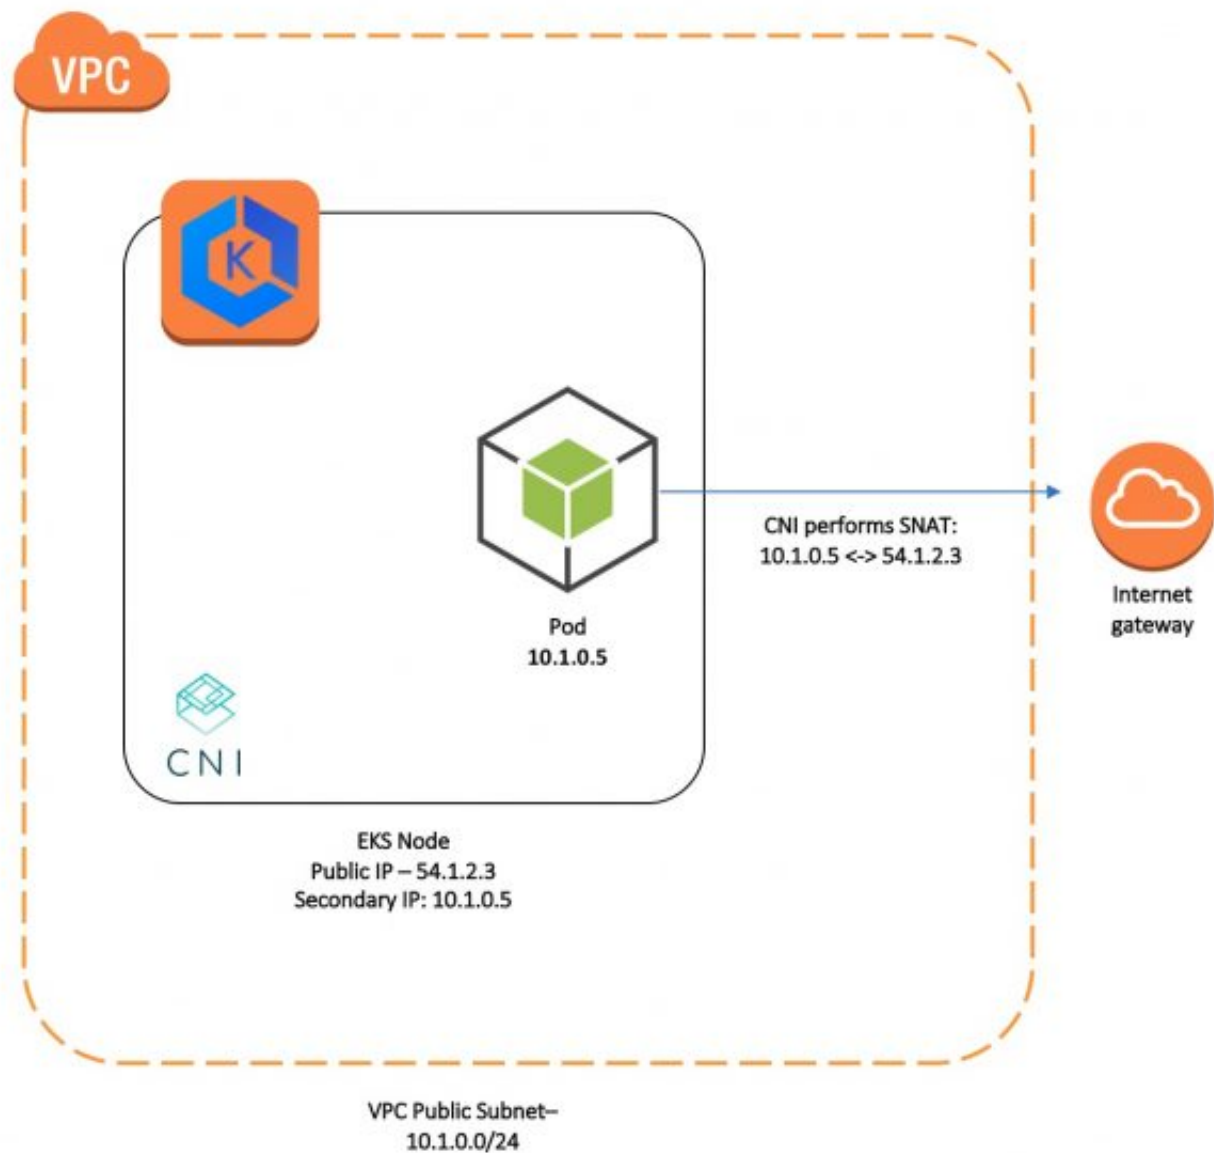 VPC
K
CNI performs SNAT:
10.1.0.5 <-> 54.1.2.3
Internet
gateway
Pod
10.1.0.5
CNI
EKS Node
Public IP – 54.1.2.3
Secondary IP: 10.1.0.5
VPC Public Subnet–
10.1.0.0/24